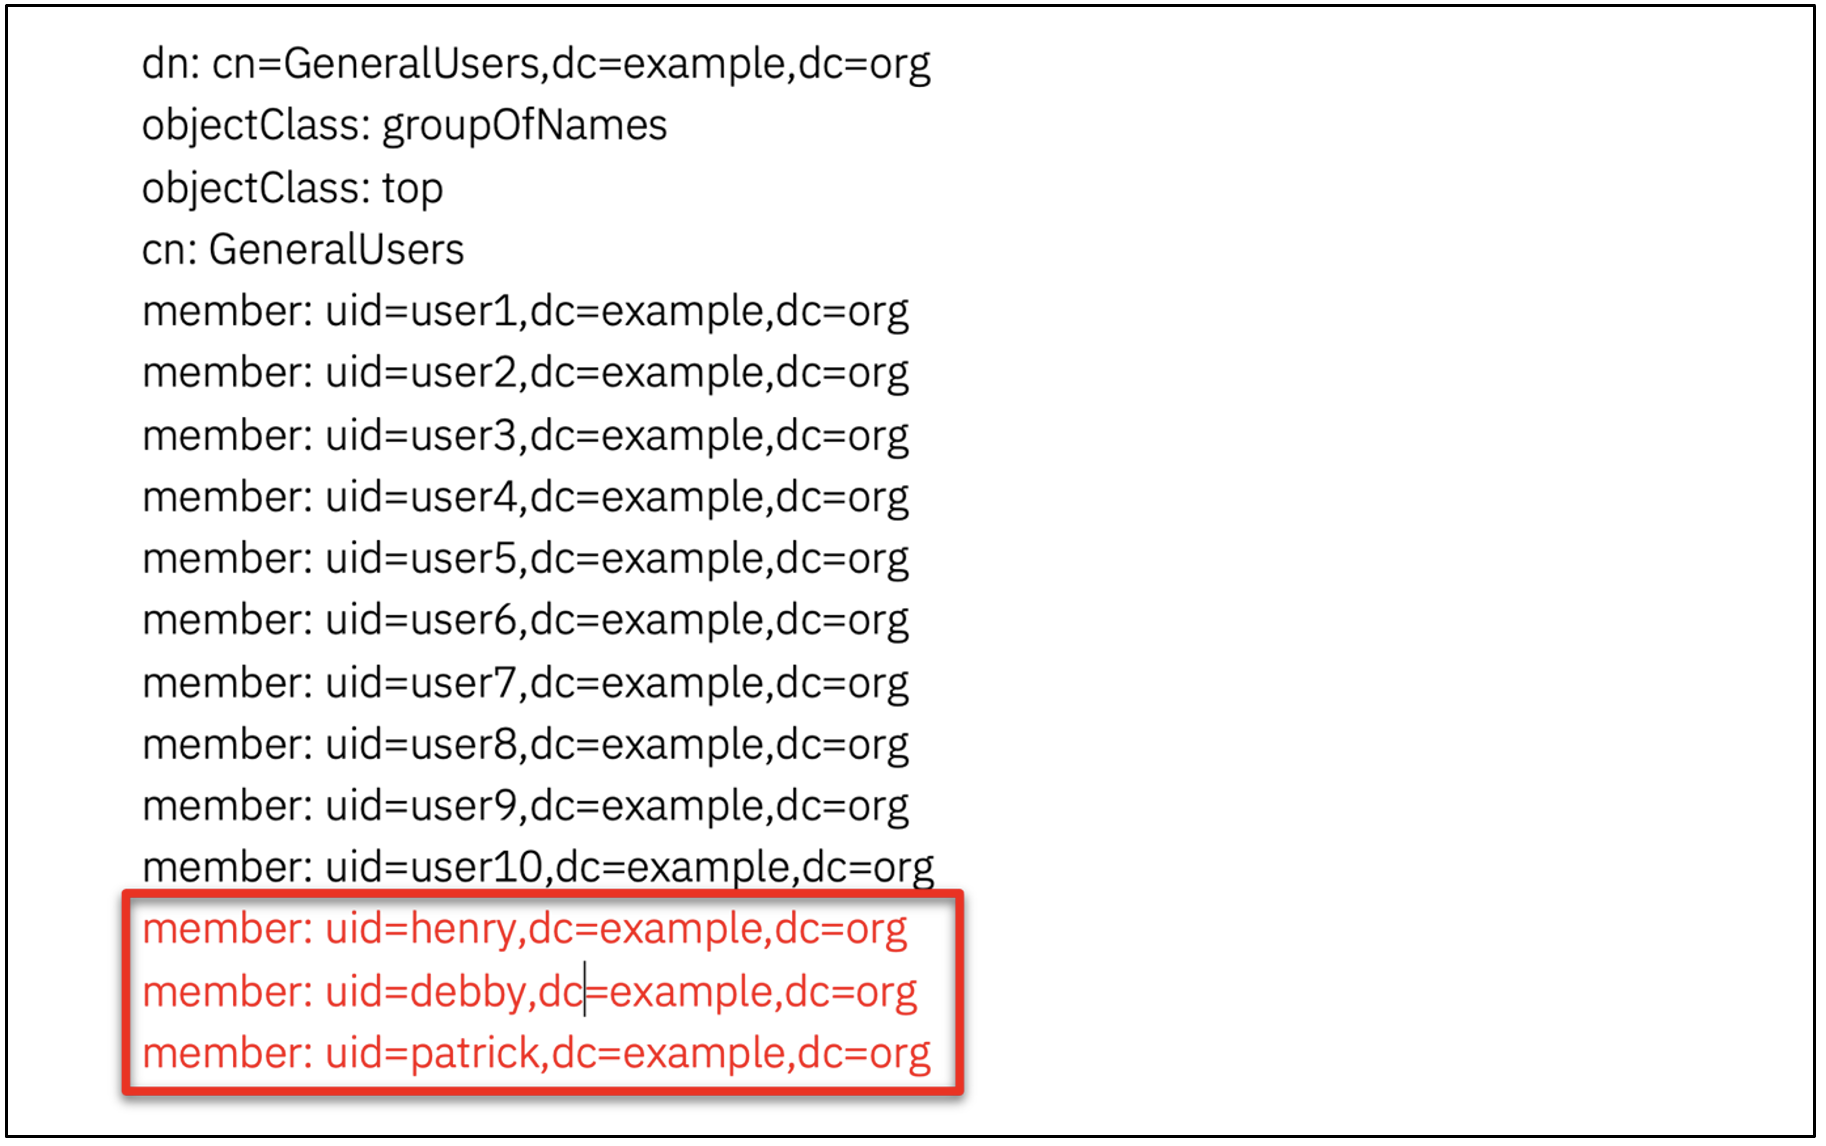 dn: cn=GeneralUsers,dc=example,dc=org
objectClass: groupOfNames
objectClass: top
cn: GeneralUsers
member: uid=user1,dc=example,dc=org
member: uid=user2,dc=example,dc=org
member: uid=user3,dc=example,dc=org
member: uid=user4,dc=example,dc=org
member: uid=user5,dc=example,dc=org
member: uid=user6,dc=example,dc=org
member: uid=user7,dc=example,dc=org
member: uid=user8,dc=example,dc=org
member: uid=user9,dc=example,dc=org
member: uid=user10,dc=example,dc=org
member: uid=henry,dc=example,dc=org
member: uid=debby,dc=example,dc=org
member: uid=patrick,dc=example,dc=org